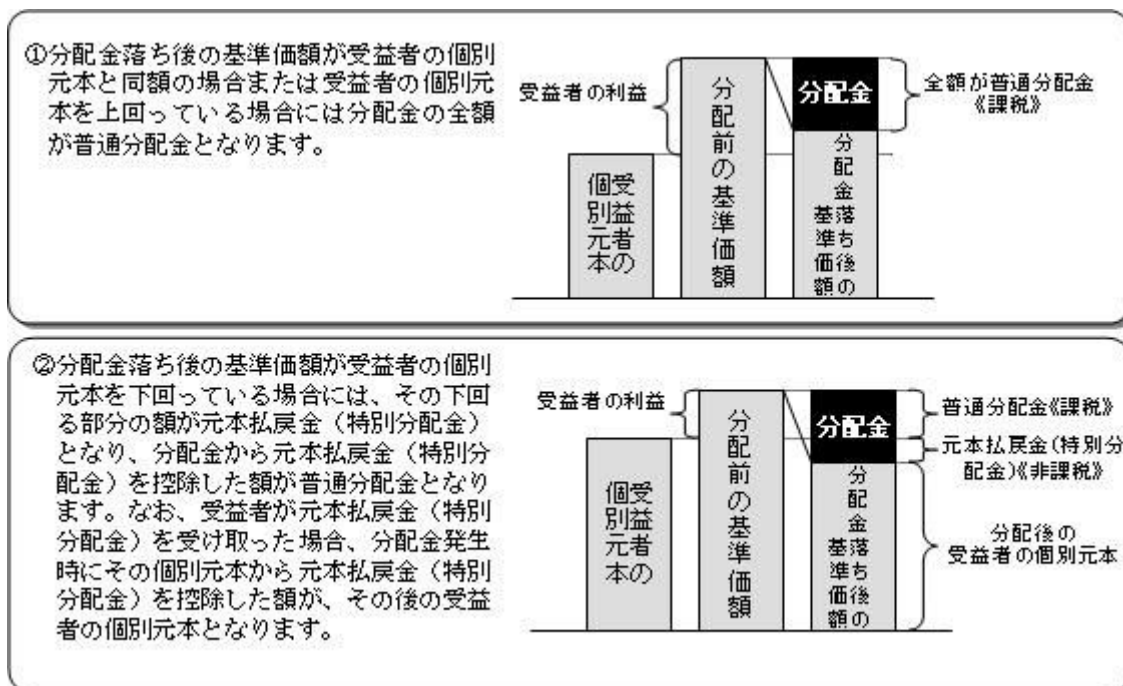 ①分配金落ち後の基準価額が受益者の個別
元本と同額の場合または受益者の個別元
本を上回っている場合には分配金の全額
が普通分配金となります。
受益者の利益
受益者の
個別元本
分配前の基準価額
分配金
分配金落ち後の
基準価額
全額が普通分配金
《課税》
②分配金落ち後の基準価額が受益者の個別
元本を下回っている場合には、その下回
る部分の額が元本払戻金（特別分配金）
となり、分配金から元本払戻金（特別分
配金）を控除した額が普通分配金となり
ます。なお、受益者が元本払戻金（特別
分配金）を受け取った場合、分配金発生
時にその個別元本から元本払戻金（特別
分配金）を控除した額が、その後の受益
者の個別元本となります。
受益者の利益
受益者の
個別元本
分配前の基準価額
分配金
分配金落ち後の
基準価額
普通分配金《課税》
元本払戻金(特別分
配金)《非課税》
分配後の
受益者の個別元本